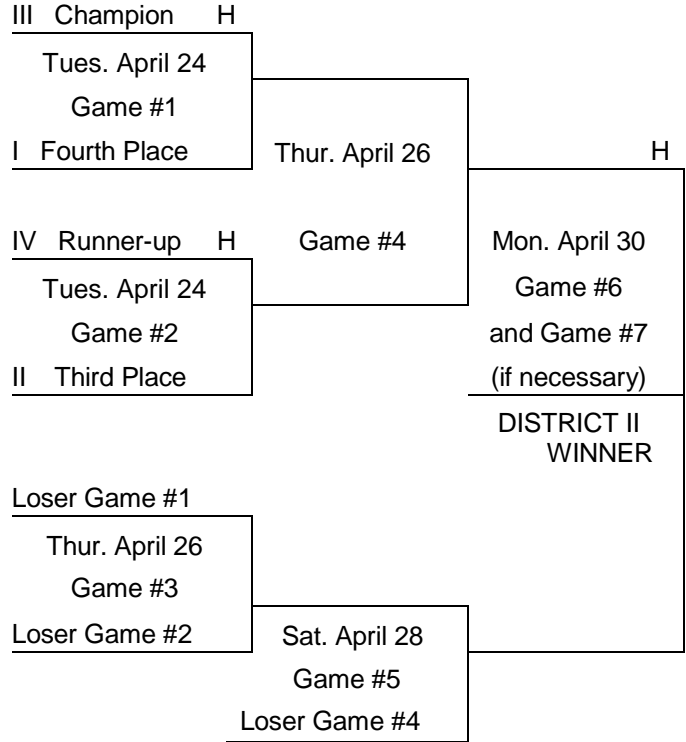 III Champion H
Tues. April 24
Game #1
I Fourth Place
Thur. April 26
H
IV Runner-up H
Game #4
Mon. April 30
Tues. April 24
Game #6
Game #2
and Game #7
II Third Place
(if necessary)
DISTRICT II
WINNER
Loser Game #1
Thur. April 26
Game #3
Loser Game #2
Sat. April 28
Game #5
Loser Game #4